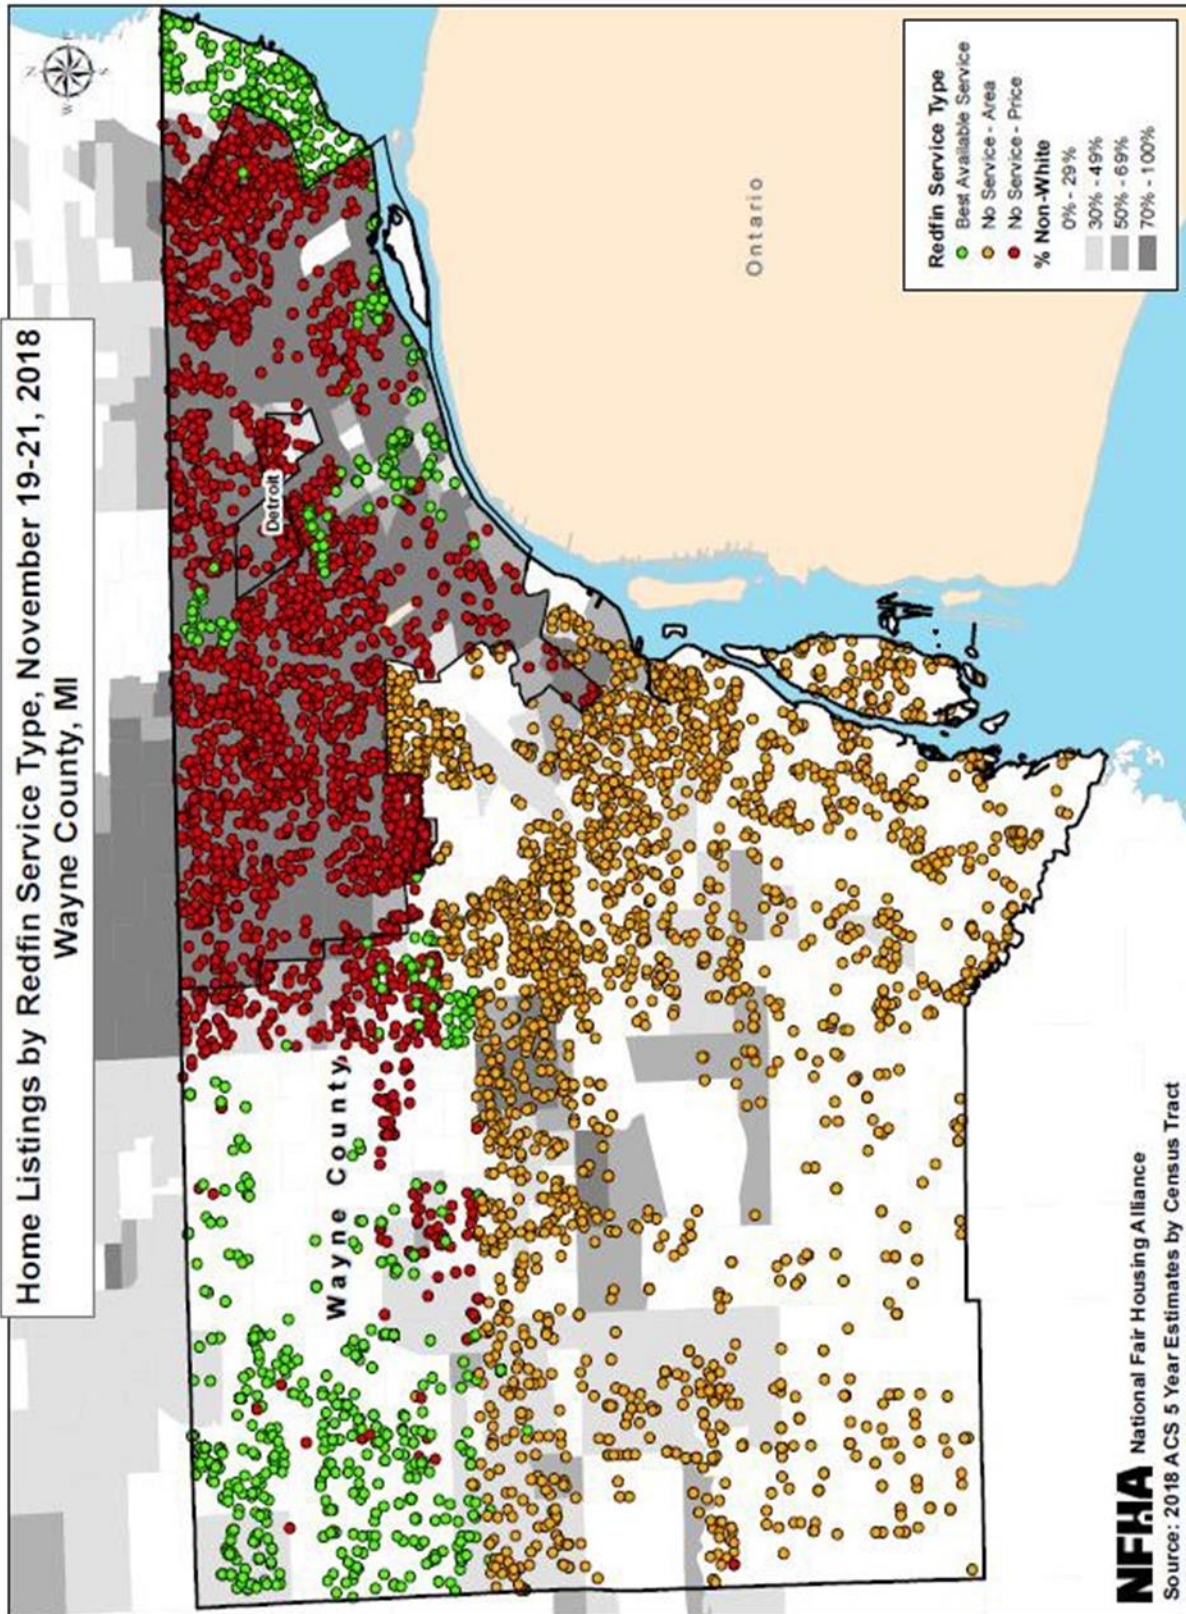 Home Listings by Redfin Service Type, November 19-21, 2018
Wayne County, MI
N
W
E
S
Detroit
Wayne County
Ontario
Redfin Service Type
Best Available Service
No Service - Area
No Service - Price
% Non-White
0% - 29%
30% - 49%
50% - 69%
70% - 100%
NFHA National Fair Housing Alliance
Source: 2018 ACS 5 Year Estimates by Census Tract